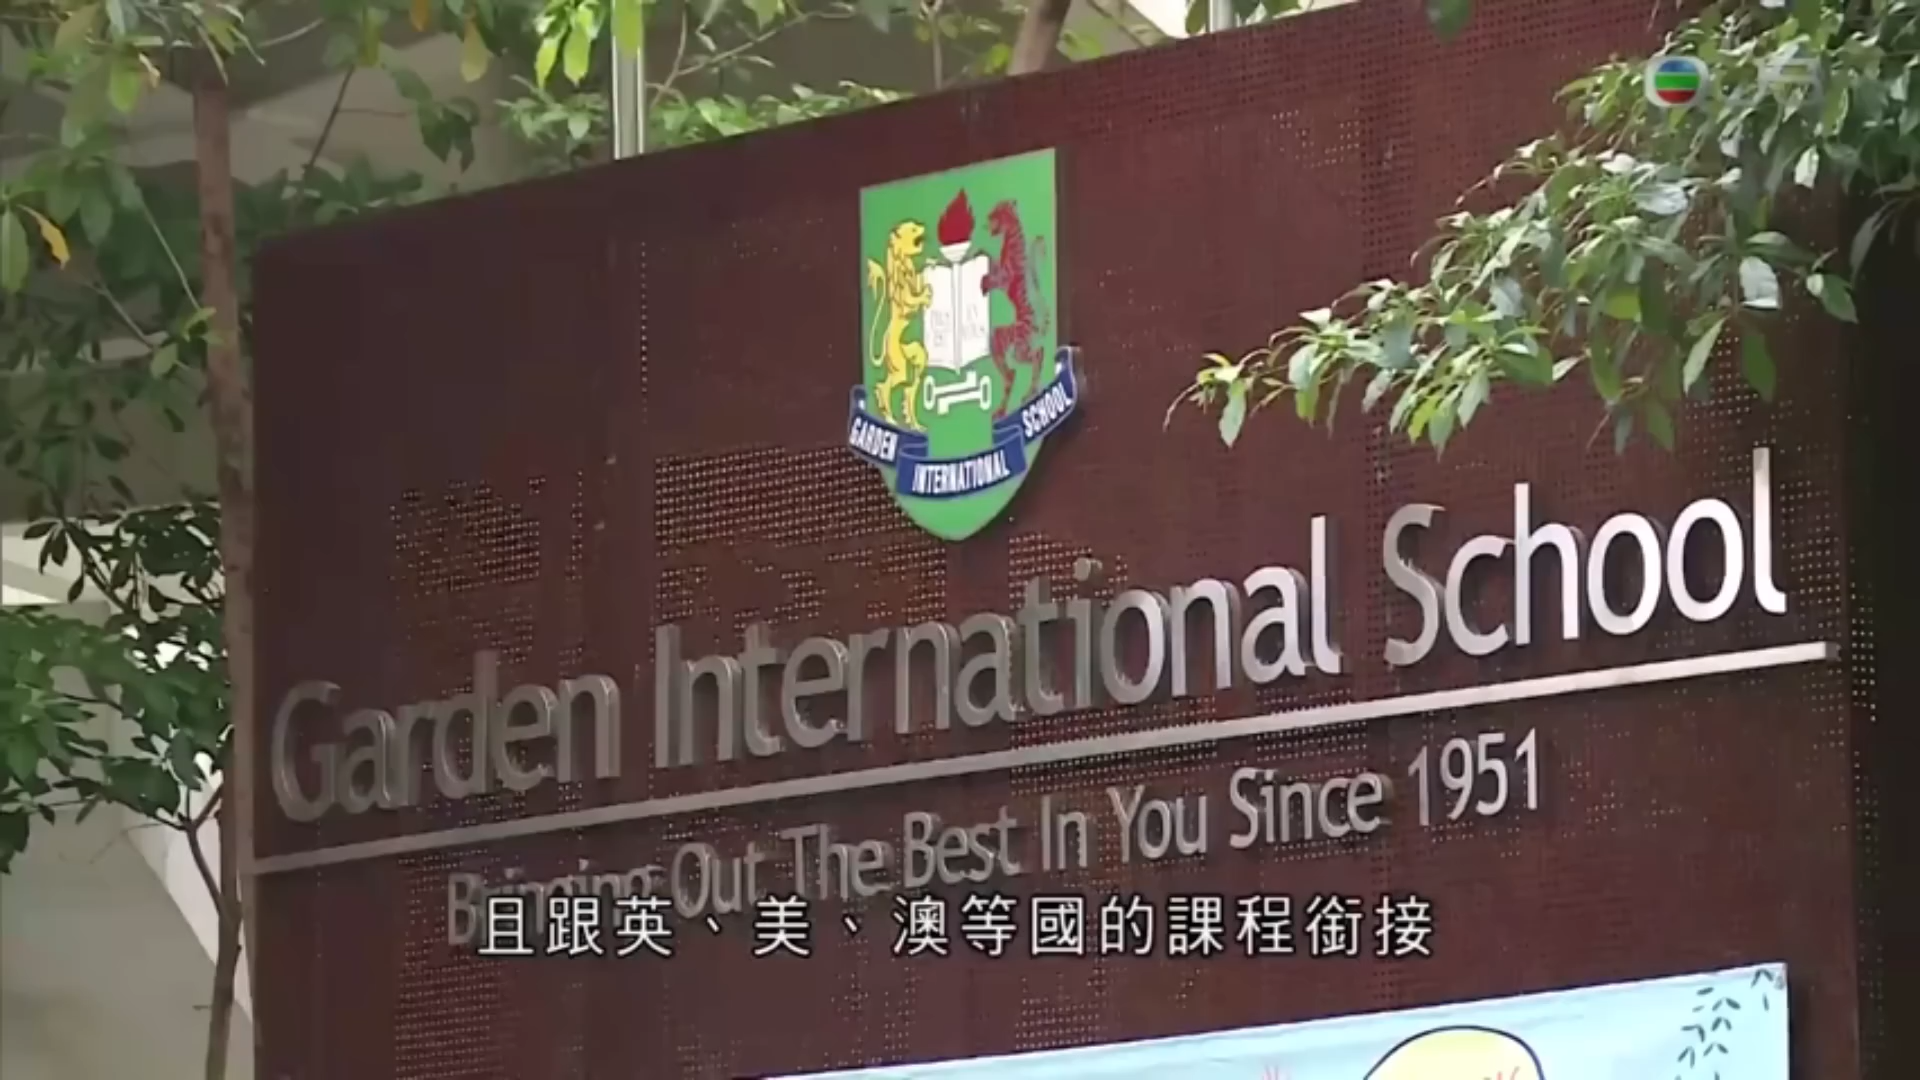 GARDEN INTERNATIONAL SCHOOL
Garden International School
Bringing Out The Best In You Since 1951
且跟英、美、澳等國的課程銜接